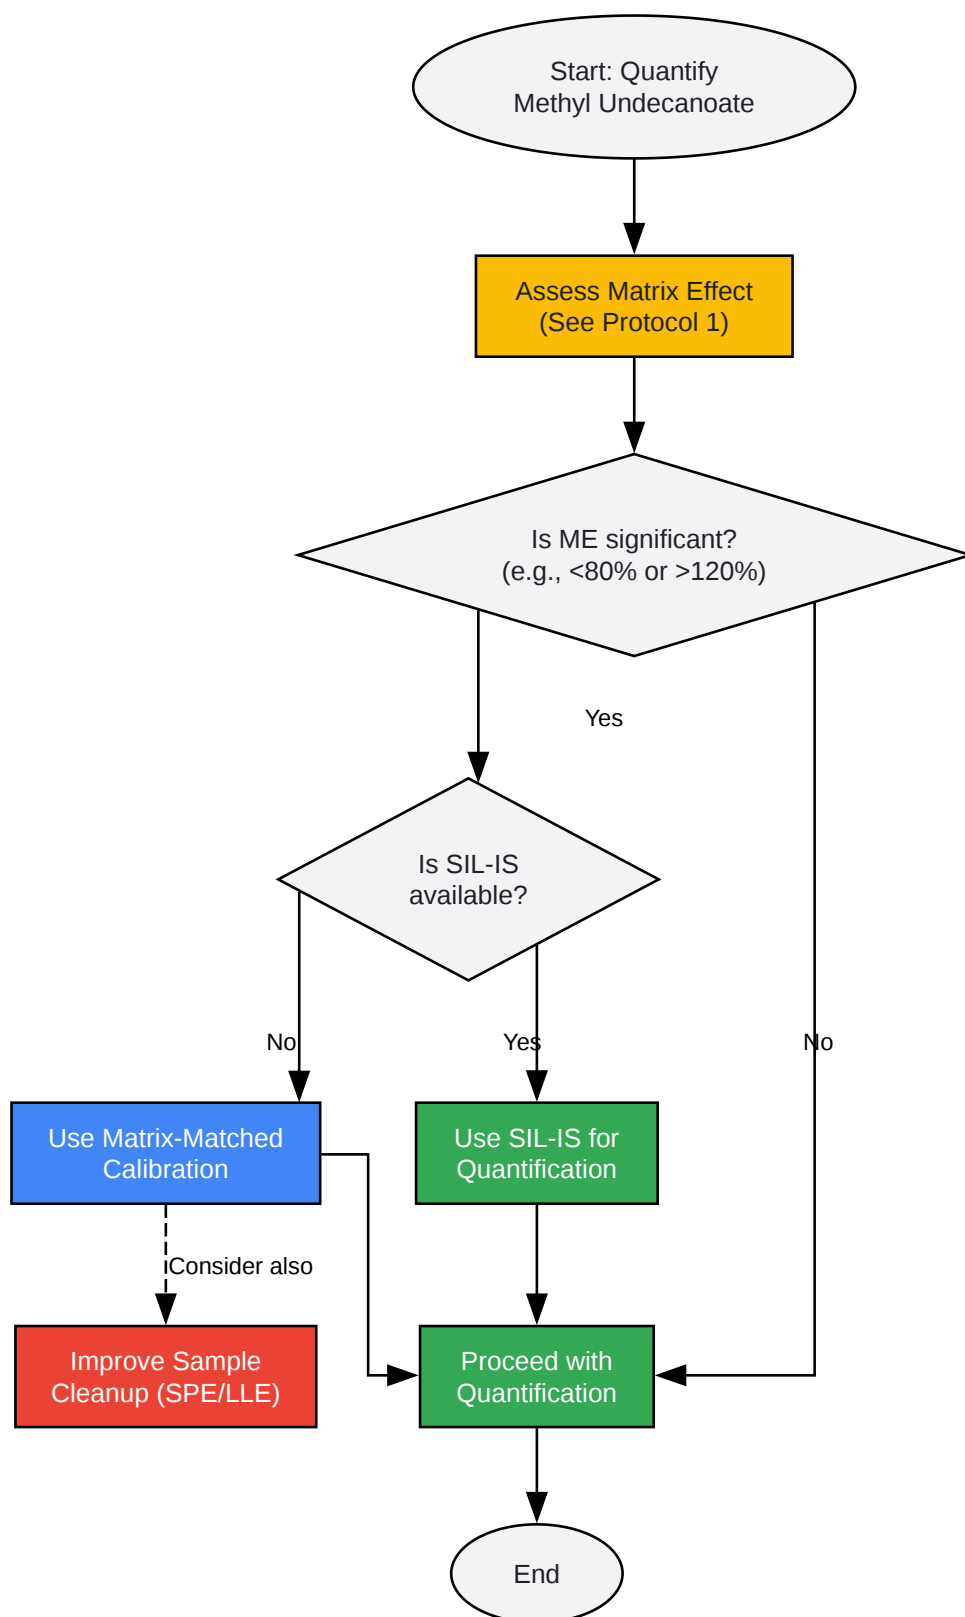 Start: Quantify
Methyl Undecanoate
Assess Matrix Effect
(See Protocol 1)
Is ME significant?
(e.g., <80% or >120%)
Yes
Is SIL-IS
available?
No
Yes
No
Use Matrix-Matched
Calibration
Use SIL-IS for
Quantification
Consider also
Improve Sample
Cleanup (SPE/LLE)
Proceed with
Quantification
End